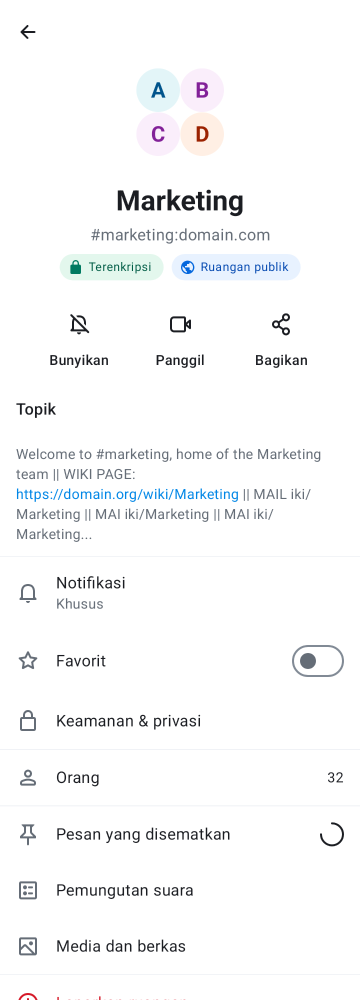 A B
C D
Marketing
#marketing:domain.com
Terenkripsi Ruangan publik
Bunyikan Panggil Bagikan
Topik
Welcome to #marketing, home of the Marketing
team || WIKI PAGE:
https://domain.org/wiki/Marketing || MAIL iki/
Marketing || MAI iki/Marketing || MAI iki/
Marketing...
Notifikasi
Khusus
Favorit
Keamanan & privasi
Orang 32
Pesan yang disematkan
Pemungutan suara
Media dan berkas